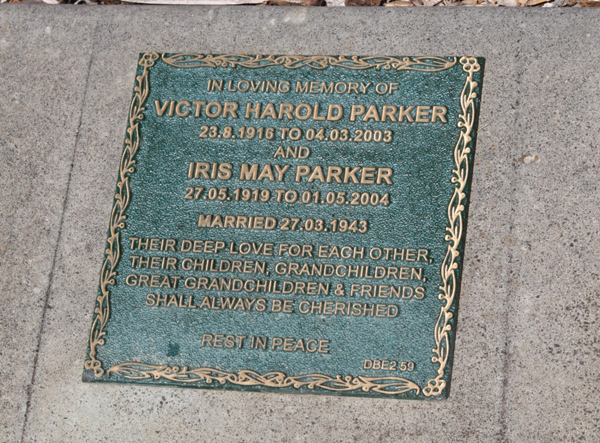 IN LOVING MEMORY OF
VICTOR HAROLD PARKER
23.8.1916 TO 04.03.2003
AND
IRIS MAY PARKER
27.05.1919 TO 01.05.2004
MARRIED 27.03.1943
THEIR DEEP LOVE FOR EACH OTHER,
THEIR CHILDREN, GRANDCHILDREN,
GREAT GRANDCHILDREN & FRIENDS
SHALL ALWAYS BE CHERISHED
REST IN PEACE
DBE2 59